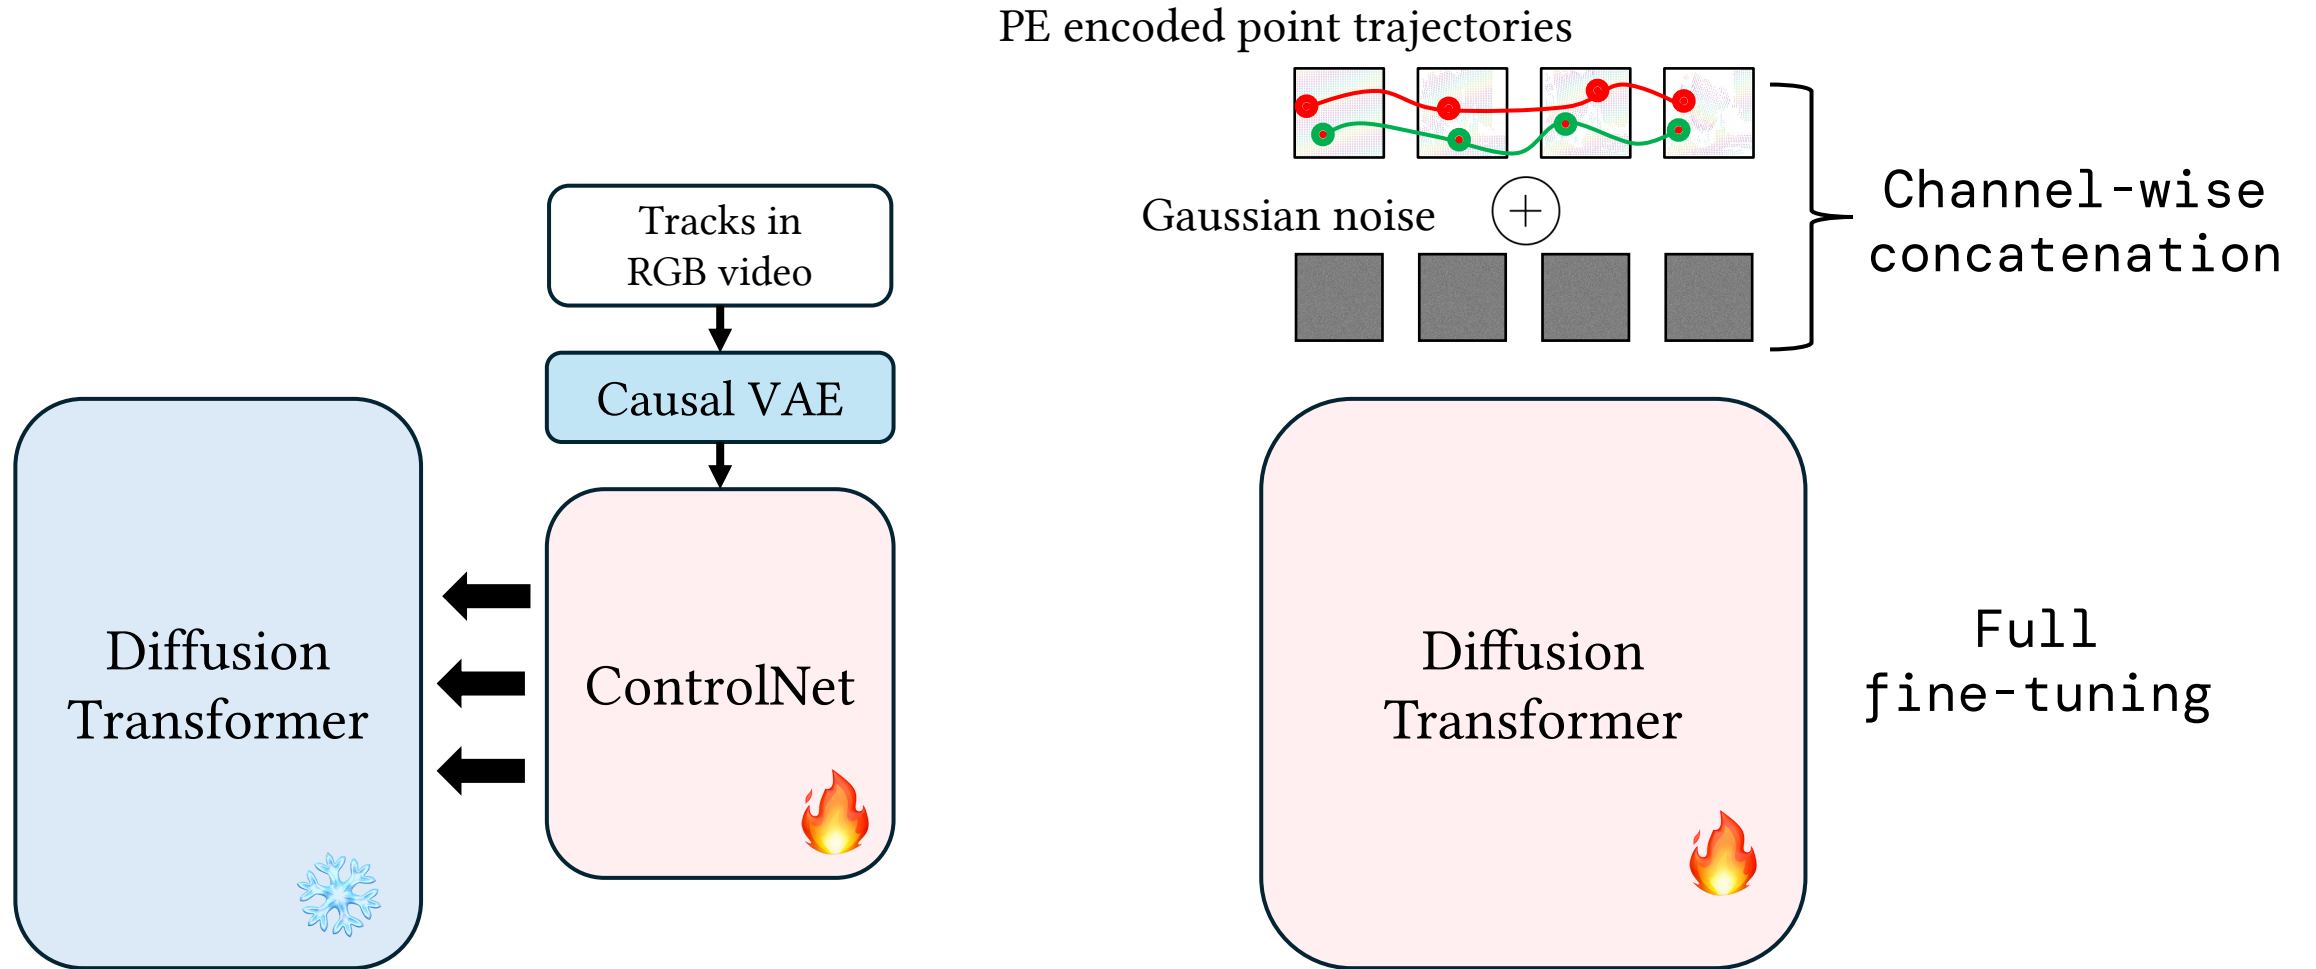 PE encoded point trajectories
Tracks in
RGB video
Gaussian noise
Channel-wise
concatenation
Causal VAE
Diffusion
Transformer
ControlNet
Diffusion
Transformer
Full
fine-tuning